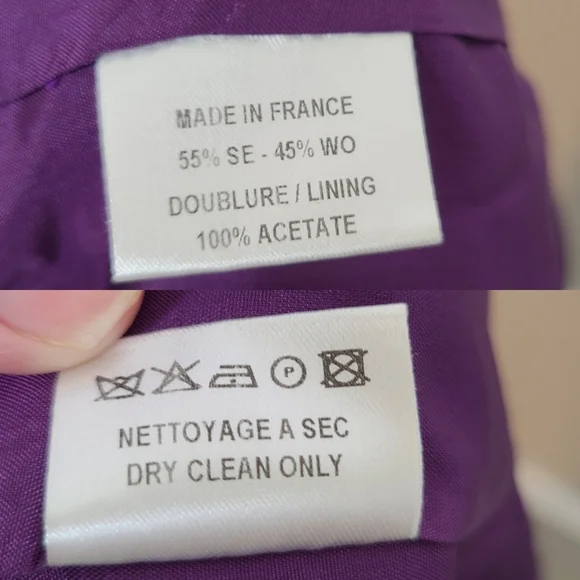 MADE IN FRANCE
55% SE - 45% WO
DOUBLURE / LINING
100% ACETATE
P
NETTOYAGE A SEC
DRY CLEAN ONLY